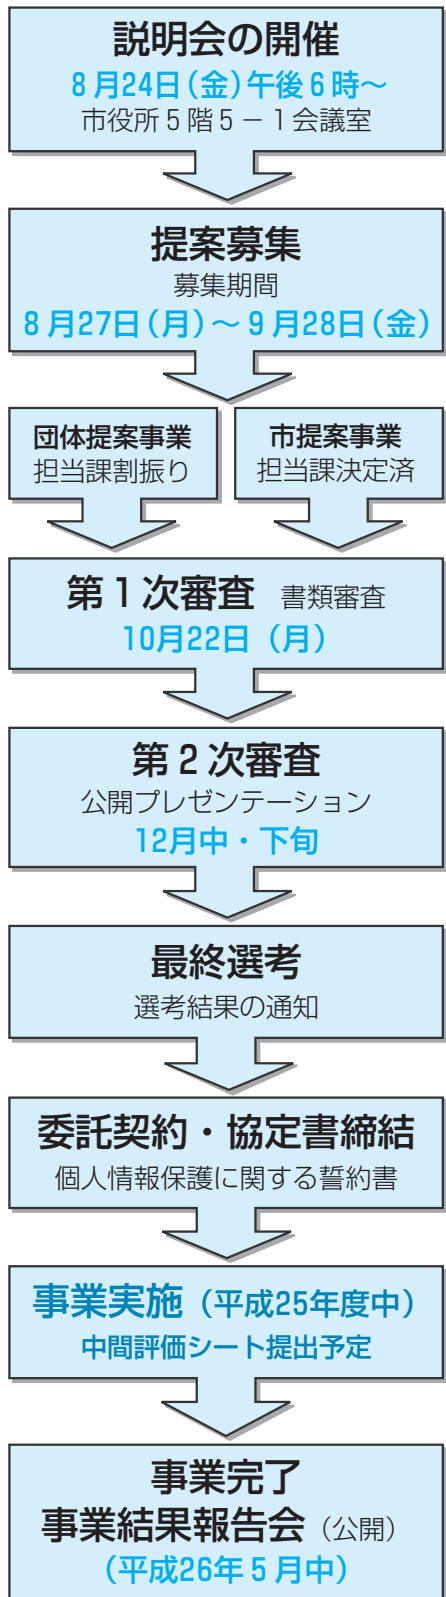 説明会の開催
8月24日（金）午後6時～
市役所5階5－1会議室
提案募集
募集期間
8月27日（月）～9月28日（金）
団体提案事業
担当課割振り
市提案事業
担当課決定済
第1次審査 書類審査
10月22日（月）
第2次審査
公開プレゼンテーション
12月中・下旬
最終選考
選考結果の通知
委託契約・協定書締結
個人情報保護に関する誓約書
事業実施（平成25年度中）
中間評価シート提出予定
事業完了
事業結果報告会（公開）
（平成26年5月中）